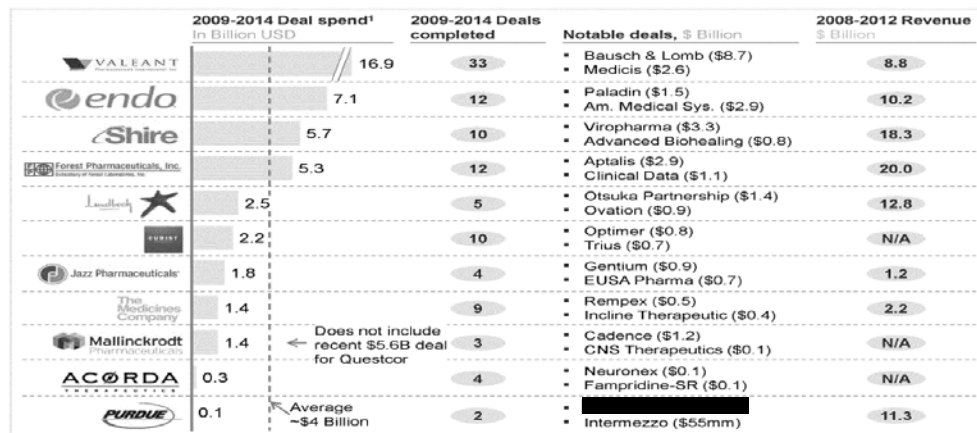 2009-2014 Deal spend¹
In Billion USD
2009-2014 Deals
completed
Notable deals, $ Billion
2008-2012 Revenue
$ Billion
VALEANT
16.9
33
▪ Bausch & Lomb ($8.7)
▪ Medicis ($2.6)
8.8
endo
7.1
12
▪ Paladin ($1.5)
▪ Am. Medical Sys. ($2.9)
10.2
Shire
5.7
10
▪ Viropharma ($3.3)
▪ Advanced Biohealing ($0.8)
18.3
Forest Pharmaceuticals, Inc.
5.3
12
▪ Aptalis ($2.9)
▪ Clinical Data ($1.1)
20.0
Lundbeck
2.5
5
▪ Otsuka Partnership ($1.4)
▪ Ovation ($0.9)
12.8
CUBIST
2.2
10
▪ Optimer ($0.8)
▪ Trius ($0.7)
N/A
Jazz Pharmaceuticals
1.8
4
▪ Gentium ($0.9)
▪ EUSA Pharma ($0.7)
1.2
The
Medicines
Company
1.4
9
▪ Rempex ($0.5)
▪ Incline Therapeutic ($0.4)
2.2
Mallinckrodt
Pharmaceuticals
1.4
Does not include
recent $5.6B deal
for Questcor
3
▪ Cadence ($1.2)
▪ CNS Therapeutics ($0.1)
N/A
ACORDA
THERAPEUTICS
0.3
4
▪ Neuronex ($0.1)
▪ Fampridine-SR ($0.1)
N/A
PURDUE
0.1
Average
~$4 Billion
2
▪ Intermezzo ($55mm)
11.3